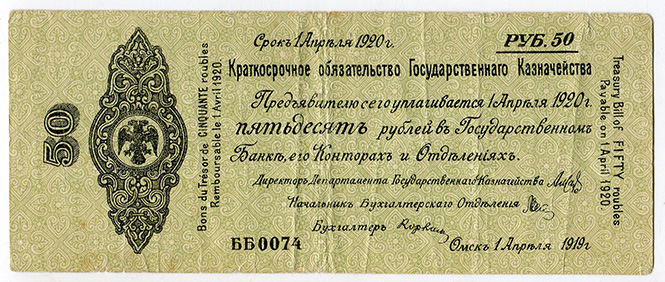 50
Bons du Trésor de CINQUANTE roubles
Remboursable le 1 Avril 1920
Срокъ 1 Апрѣля 1920 г.
РУБ. 50
Краткосрочное обязательство Государственнаго Казначейства
Предъявителю сего уплачивается 1 Апрѣля 1920 г.
пятьдесятъ рублей въ Государственномъ
Банкѣ, его Конторахъ и Отдѣленіяхъ.
Директоръ Департамента Государственнаго Казначейства
Начальникъ Бухгалтерскаго Отдѣленія
Бухгалтеръ
ББ0074
Омскъ 1 Апрѣля 1919 г.
Treasury Bill of FIFTY roubles
Payable on 1 April 1920.